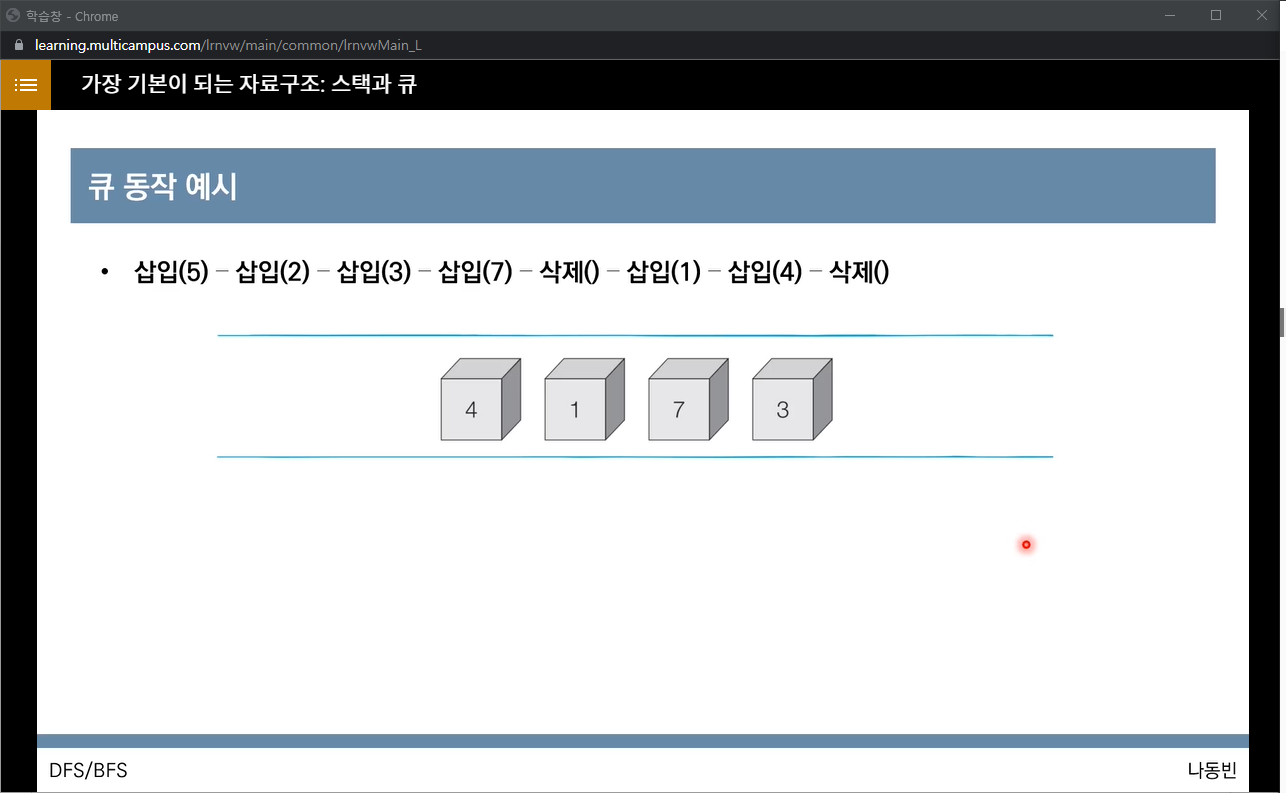 학습창 - Chrome
learning.multicampus.com/lrnvw/main/common/lrnvwMain_L
가장 기본이 되는 자료구조: 스택과 큐
큐 동작 예시
• 삽입(5) – 삽입(2) – 삽입(3) – 삽입(7) – 삭제() – 삽입(1) – 삽입(4) – 삭제()
4 1 7 3
DFS/BFS 나동빈